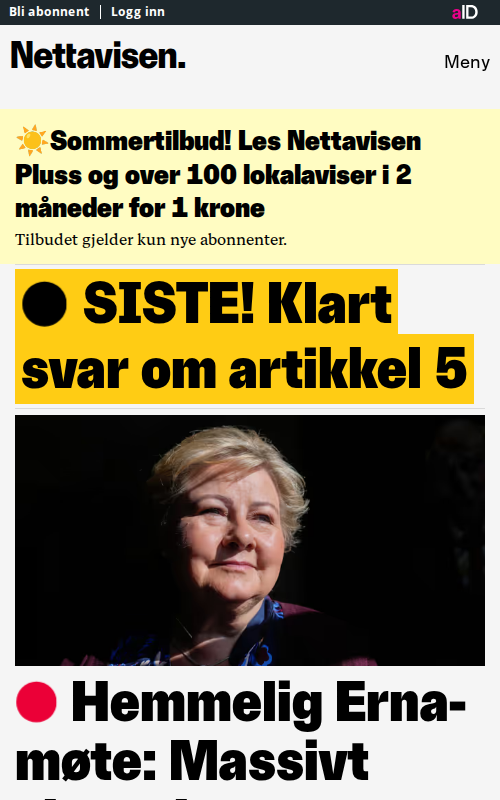 Bli abonnent | Logg inn
aID
Nettavisen.
Meny
☀️Sommertilbud! Les Nettavisen
Pluss og over 100 lokalaviser i 2
måneder for 1 krone
Tilbudet gjelder kun nye abonnenter.
SISTE! Klart
svar om artikkel 5
Hemmelig Erna-
møte: Massivt